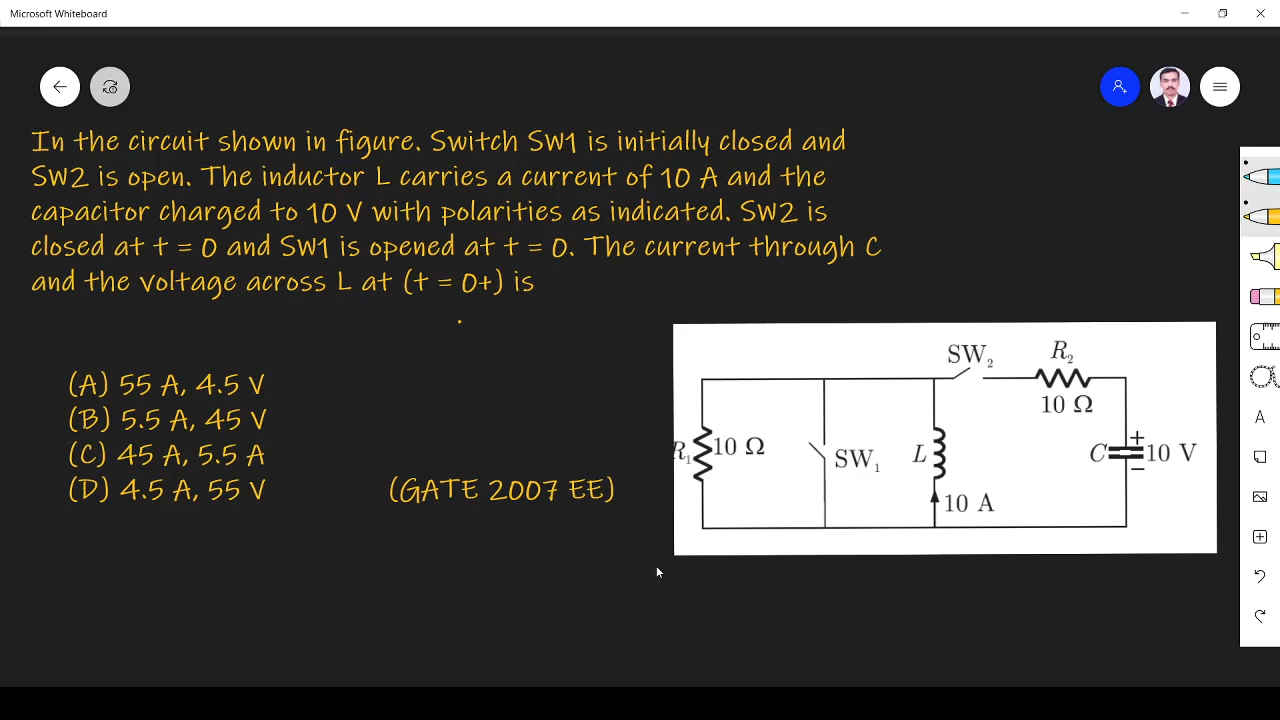 Microsoft Whiteboard
In the circuit shown in figure. Switch SW1 is initially closed and
SW2 is open. The inductor L carries a current of 10 A and the
capacitor charged to 10 V with polarities as indicated. SW2 is
closed at t = 0 and SW1 is opened at t = 0. The current through C
and the voltage across L at (t = 0+) is
(A) 55 A, 4.5 V
(B) 5.5 A, 45 V
(C) 45 A, 5.5 A
(D) 4.5 A, 55 V
(GATE 2007 EE)
SW₂
R₂
10 Ω
R₁
10 Ω
SW₁
L
10 A
C
+
10 V
−
A